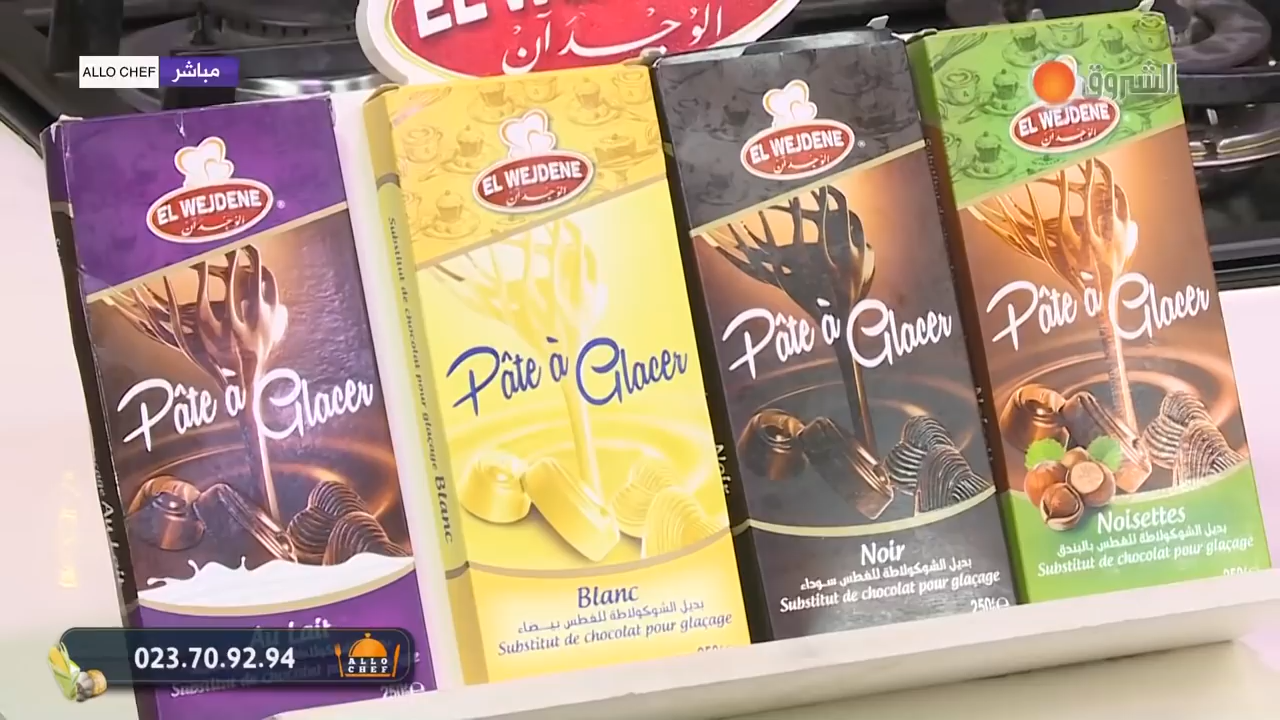 ALLO CHEF مباشر
الشروق
الوجدان
EL WEJDENE
الوجدان
Pâte à Glacer
Au Lait
EL WEJDENE
الوجدان
Pâte à Glacer
Blanc
بديل الشوكولاطة للغطس بيضاء
Substitut de chocolat pour glaçage
Substitut de chocolat pour glaçage Blanc
EL WEJDENE
الوجدان
Pâte à Glacer
Noir
بديل الشوكولاطة للغطس سوداء
Substitut de chocolat pour glaçage
250g
Noir
EL WEJDENE
الوجدان
Pâte à Glacer
Noisettes
بديل الشوكولاطة للغطس بالبندق
Substitut de chocolat pour glaçage
023.70.92.94
ALLO
CHEF